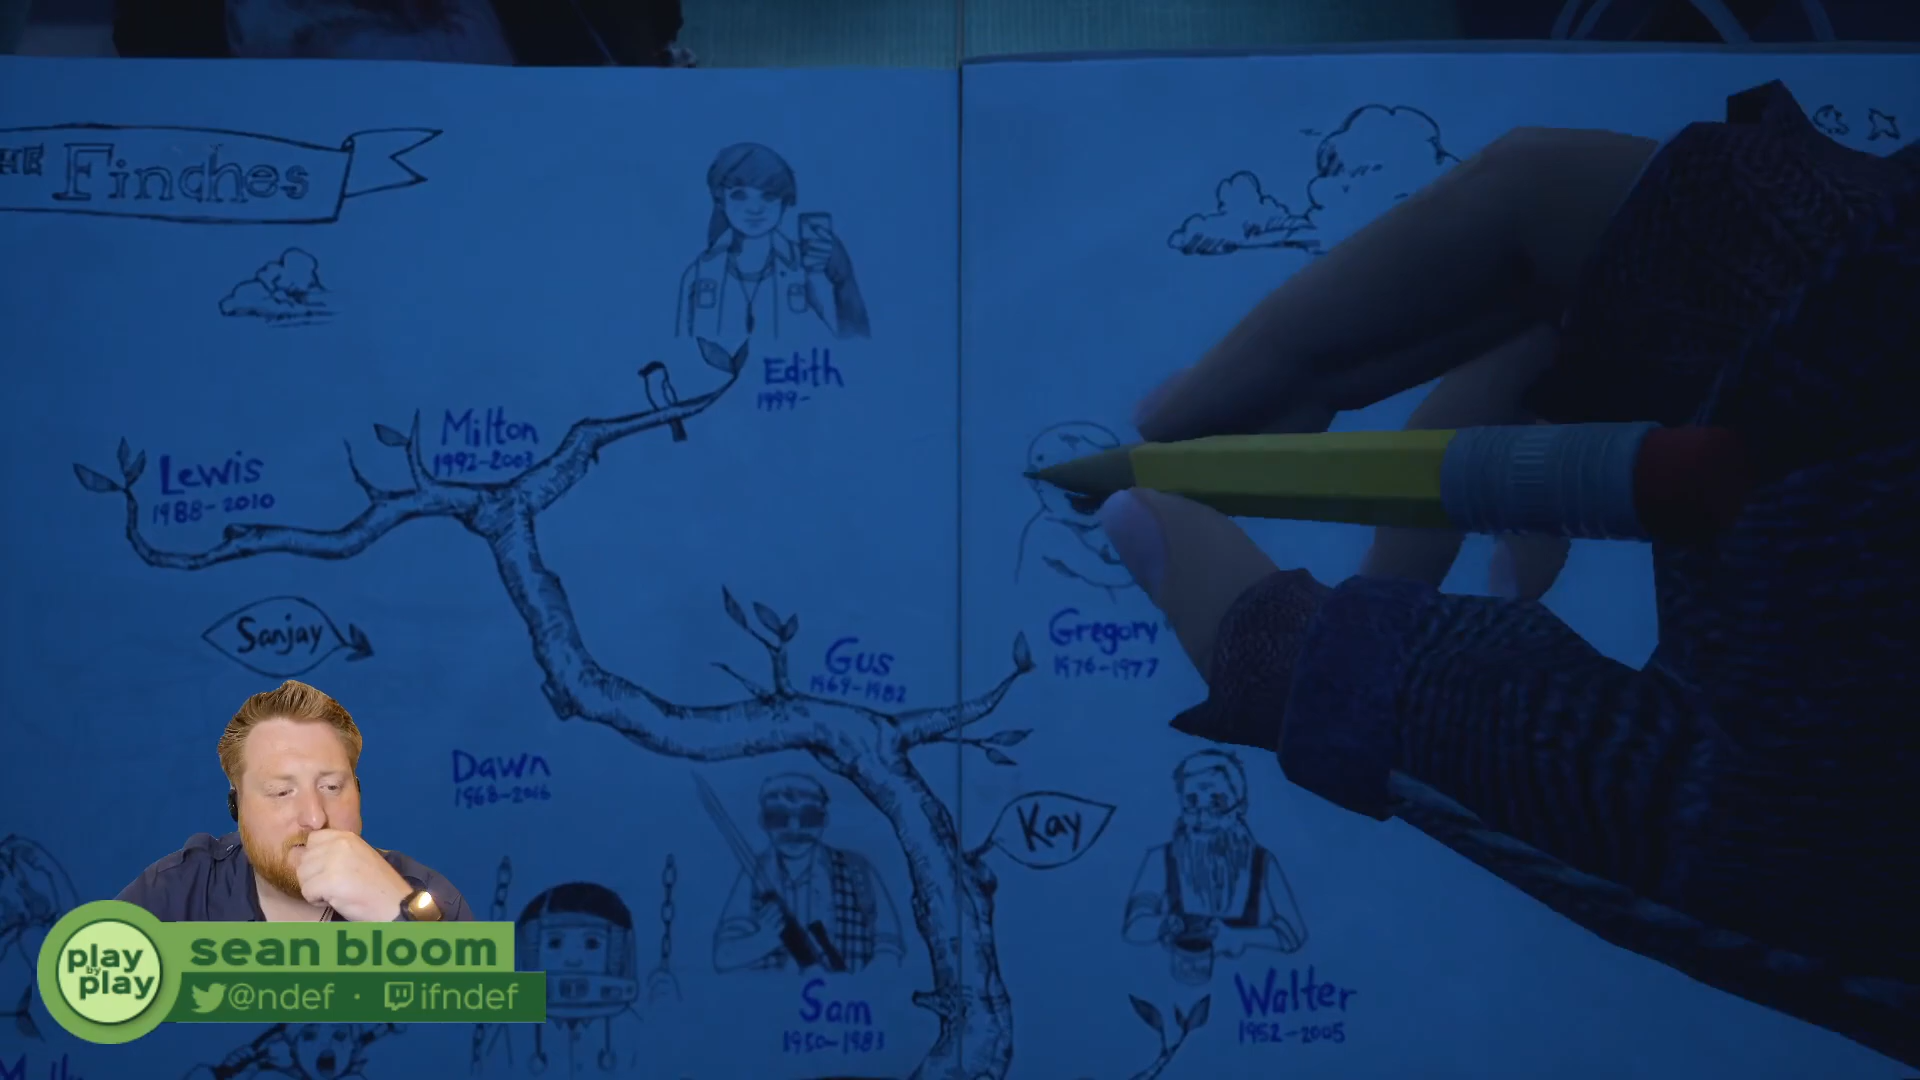 THE Finches
Edith
1999-
Milton
1992-2003
Lewis
1988-2010
Sanjay
Gregory
1976-1977
Gus
1969-1982
Dawn
1968-2016
Kay
Sam
1950-1983
Walter
1952-2005
play by play
sean bloom
@ndef · ifndef